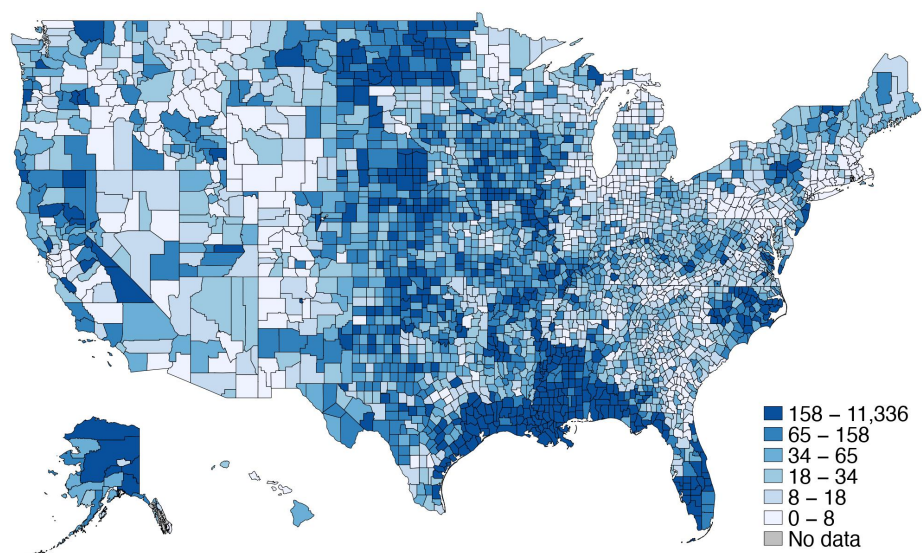 158 – 11,336
65 – 158
34 – 65
18 – 34
8 – 18
0 – 8
No data